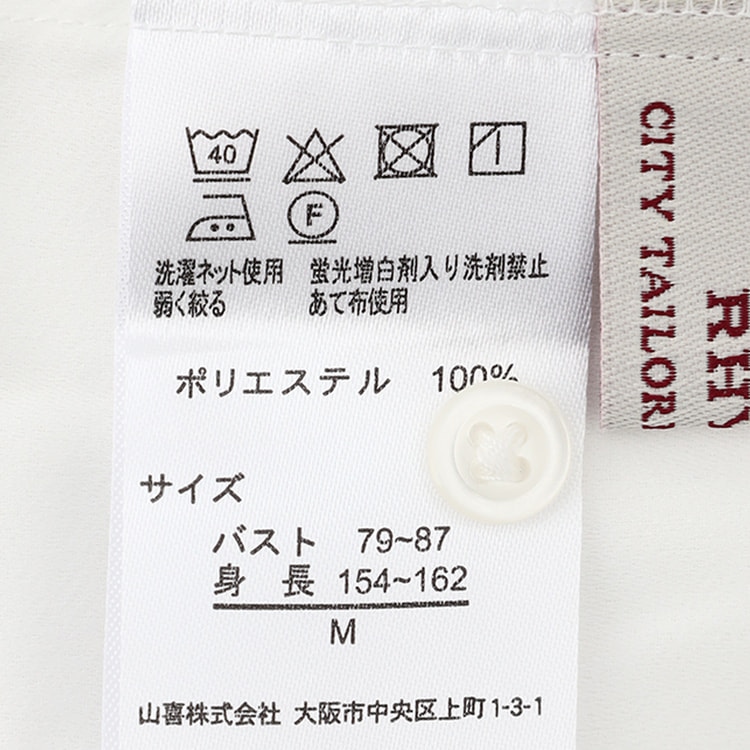 40
F
洗濯ネット使用 蛍光増白剤入り洗剤禁止
弱く絞る あて布使用
ポリエステル 100%
サイズ
バスト 79~87
身 長 154~162
M
山喜株式会社 大阪市中央区上町1-3-1
CITY TAILOR
RH